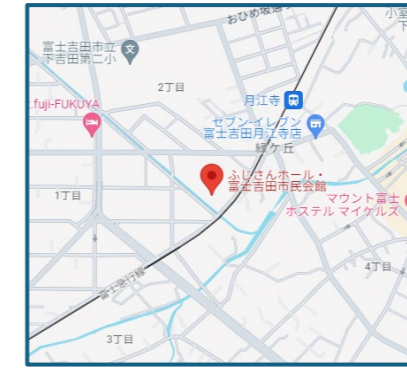 おひめ坂通り
小室
下
富士吉田市立
下吉田第二小
文
2丁目
fuji-FUKUYA
月江寺
セブン-イレブン
富士吉田月江寺店
緑ケ丘
ふじさんホール・
富士吉田市民会館
1丁目
マウント富士
ホステル マイケルズ
4丁目
富士急行線
3丁目